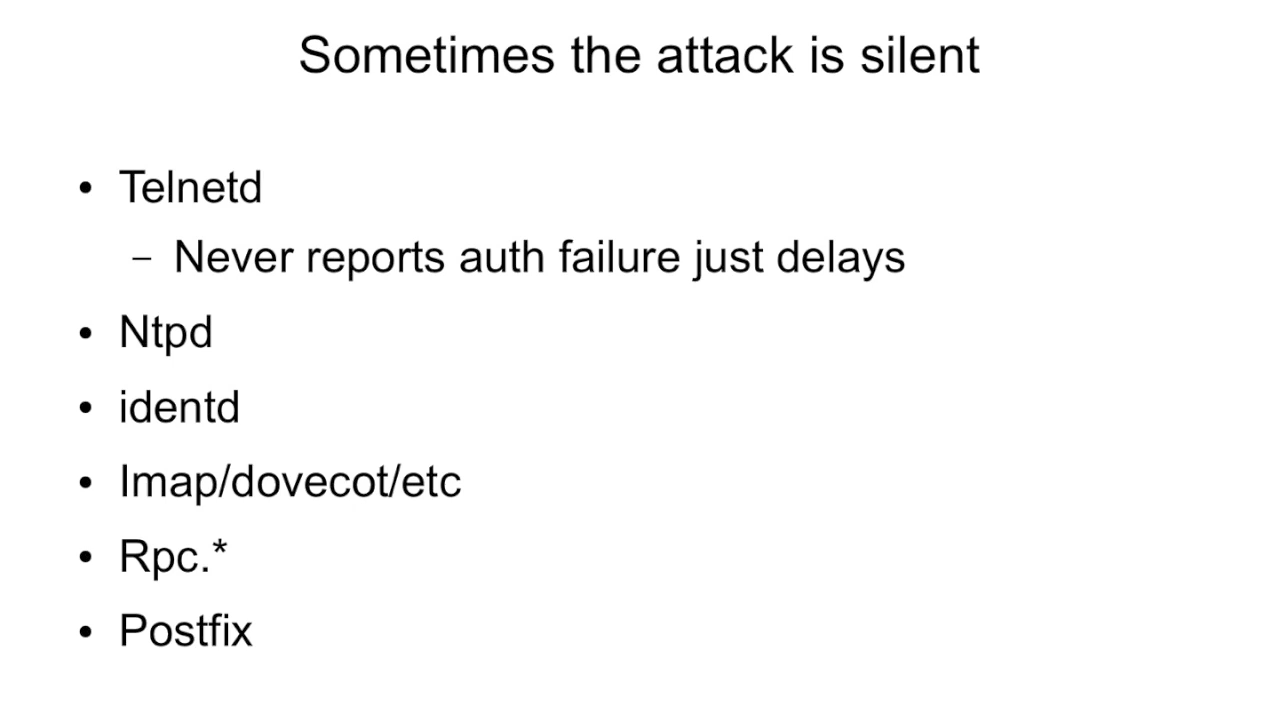 Sometimes the attack is silent
• Telnetd
– Never reports auth failure just delays
• Ntpd
• identd
• Imap/dovecot/etc
• Rpc.*
• Postfix